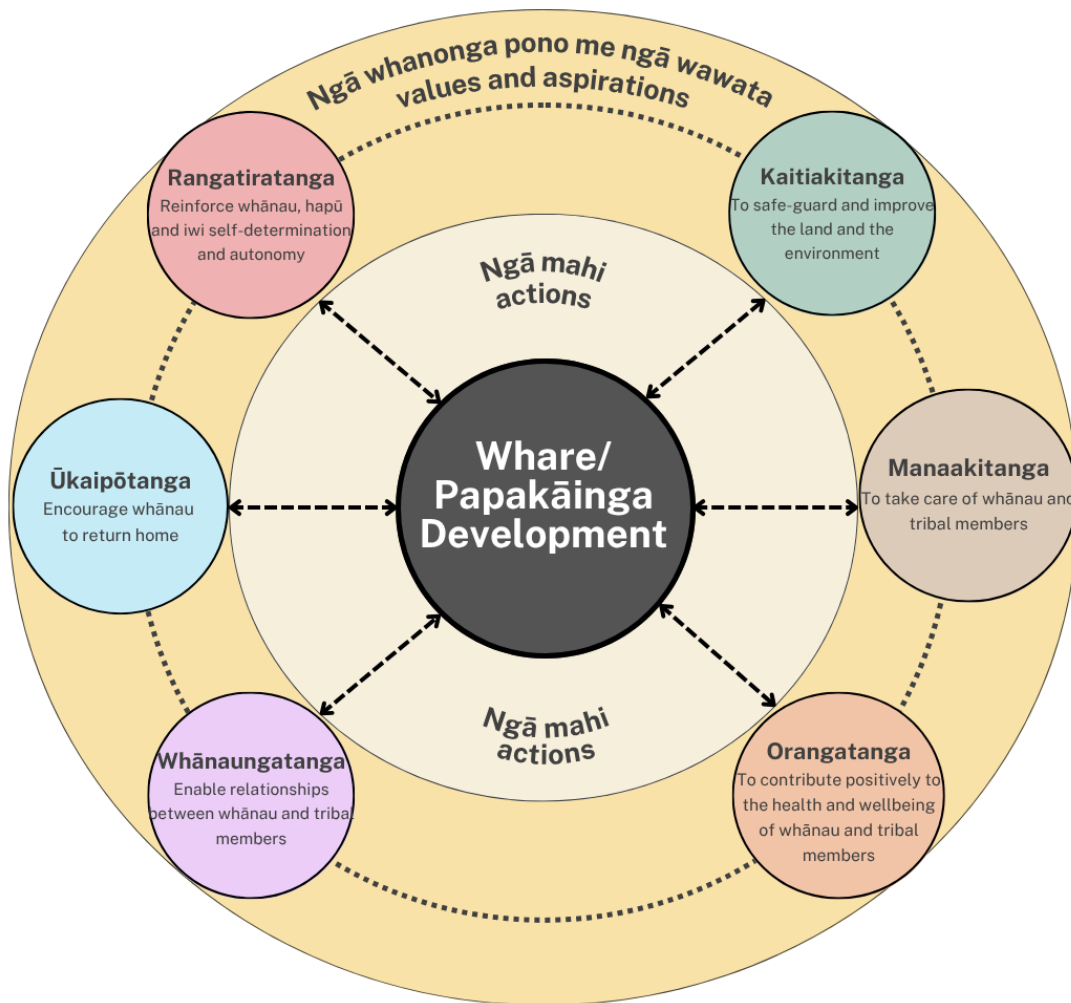 Ngā whanonga pono me ngā wawata
values and aspirations
Rangatiratanga
Reinforce whānau, hapū
and iwi self-determination
and autonomy
Kaitiakitanga
To safe-guard and improve
the land and the
environment
Ngā mahi
actions
Ūkaipōtanga
Encourage whānau
to return home
Whare/
Papakāinga
Development
Manaakitanga
To take care of whānau and
tribal members
Whānaungatanga
Enable relationships
between whānau and tribal
members
Ngā mahi
actions
Orangatanga
To contribute positively to
the health and wellbeing
of whānau and tribal
members